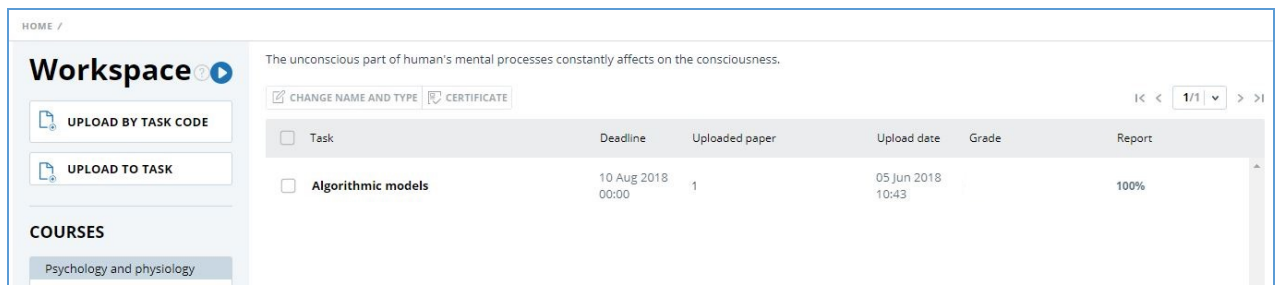 HOME /
Workspace
UPLOAD BY TASK CODE
UPLOAD TO TASK
COURSES
Psychology and physiology
The unconscious part of human's mental processes constantly affects on the consciousness.
CHANGE NAME AND TYPE CERTIFICATE
1/1
Task Deadline Uploaded paper Upload date Grade Report
Algorithmic models 10 Aug 2018 00:00 1 05 Jun 2018 10:43 100%